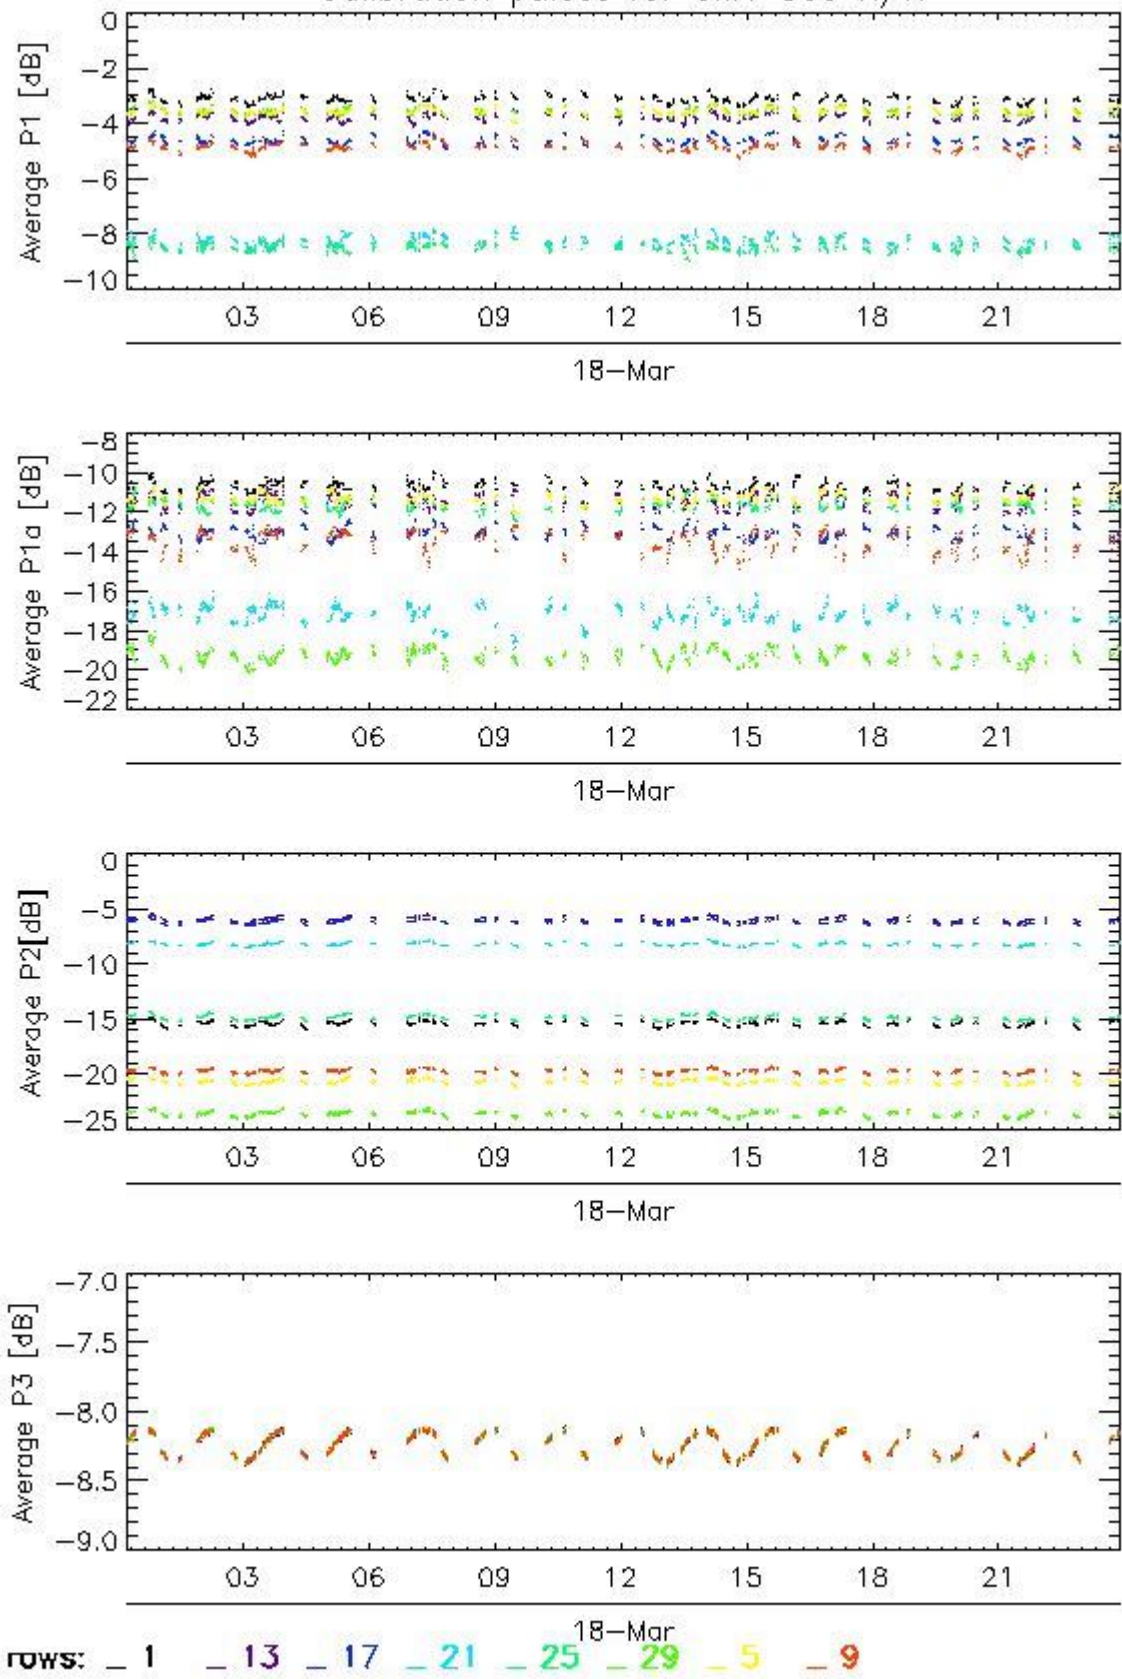 0
-2
-4
-6
-8
-10
Average P1 [dB]
03 06 09 12 15 18 21
18-Mar
-8
-10
-12
-14
-16
-18
-20
-22
Average P1a [dB]
03 06 09 12 15 18 21
18-Mar
0
-5
-10
-15
-20
-25
Average P2[dB]
03 06 09 12 15 18 21
18-Mar
-7.0
-7.5
-8.0
-8.5
-9.0
Average P3 [dB]
03 06 09 12 15 18 21
18-Mar
rows: _ 1 _ 13 _ 17 _ 21 _ 25 _ 29 _ 5 _ 9